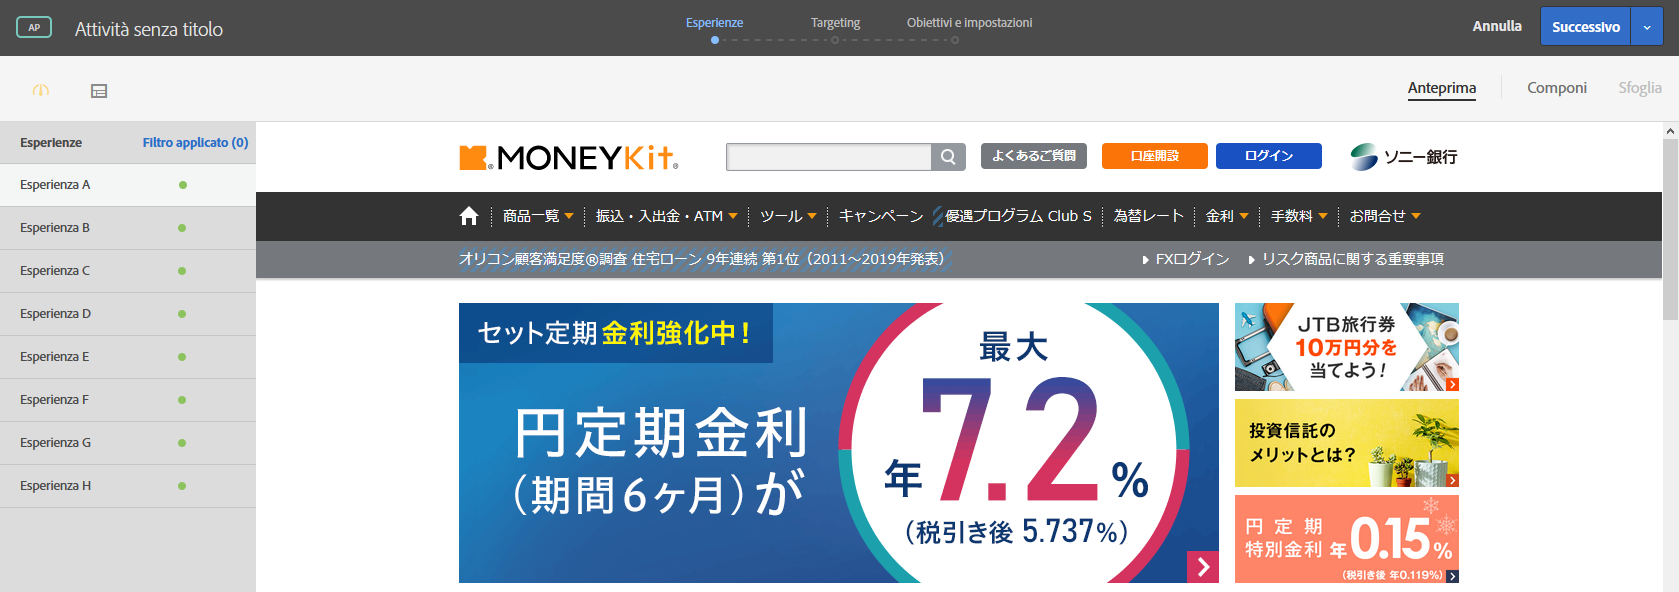 AP
Attività senza titolo
Esperienze
Targeting
Obiettivi e impostazioni
Annulla
Successivo
Anteprima
Componi
Sfoglia
Esperienze
Filtro applicato (0)
Esperienza A
Esperienza B
Esperienza C
Esperienza D
Esperienza E
Esperienza F
Esperienza G
Esperienza H
MONEYKit
よくあるご質問
口座開設
ログイン
ソニー銀行
商品一覧
振込・入出金・ATM
ツール
キャンペーン
優遇プログラム Club S
為替レート
金利
手数料
お問合せ
オリコン顧客満足度®調査 住宅ローン 9年連続 第1位（2011～2019年発表）
FXログイン
リスク商品に関する重要事項
セット定期 金利強化中！
円定期金利
（期間６ヶ月）が
最大
年7.2%
（税引き後 5.737%）
JTB旅行券
10万円分を
当てよう！
投資信託の
メリットとは？
円定期
特別金利 年0.15%
（税引き後 年0.119%）